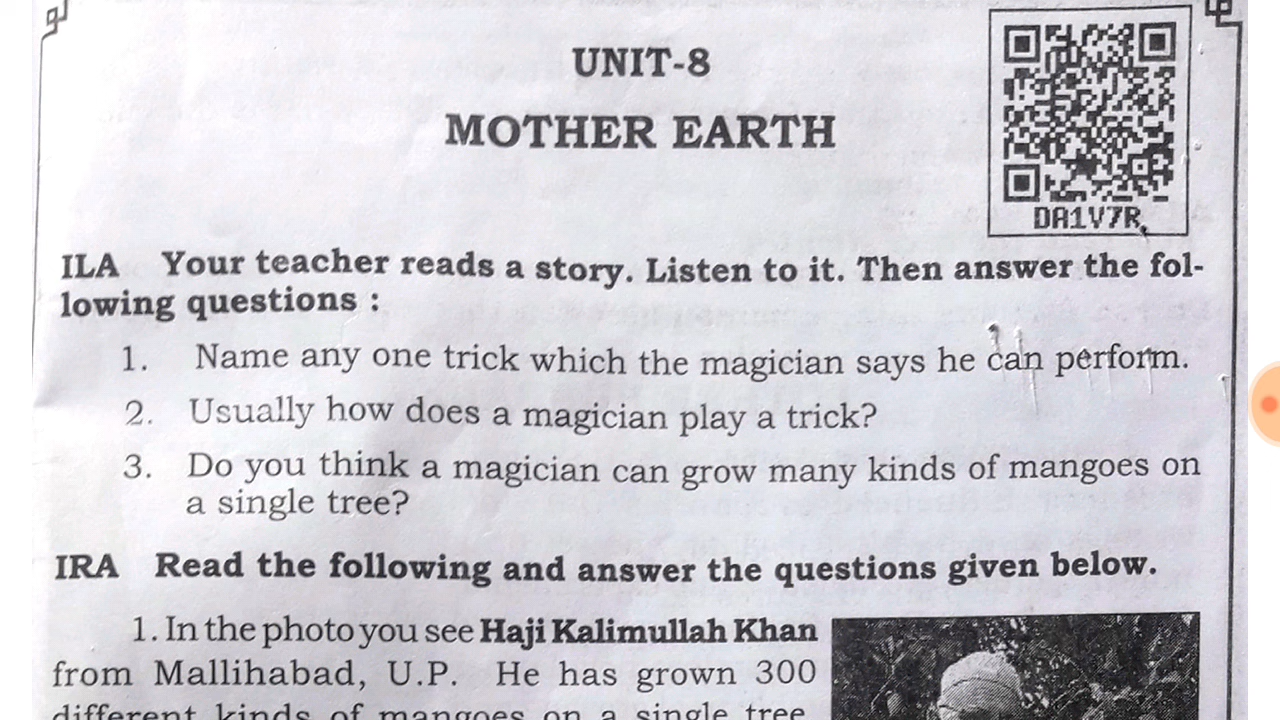 UNIT-8
MOTHER EARTH
DA1V7R
ILA Your teacher reads a story. Listen to it. Then answer the fol-
lowing questions :
1. Name any one trick which the magician says he can perform.
2. Usually how does a magician play a trick?
3. Do you think a magician can grow many kinds of mangoes on
a single tree?
IRA Read the following and answer the questions given below.
1. In the photo you see Haji Kalimullah Khan
from Mallihabad, U.P. He has grown 300
different kinds of mangoes on a single tree